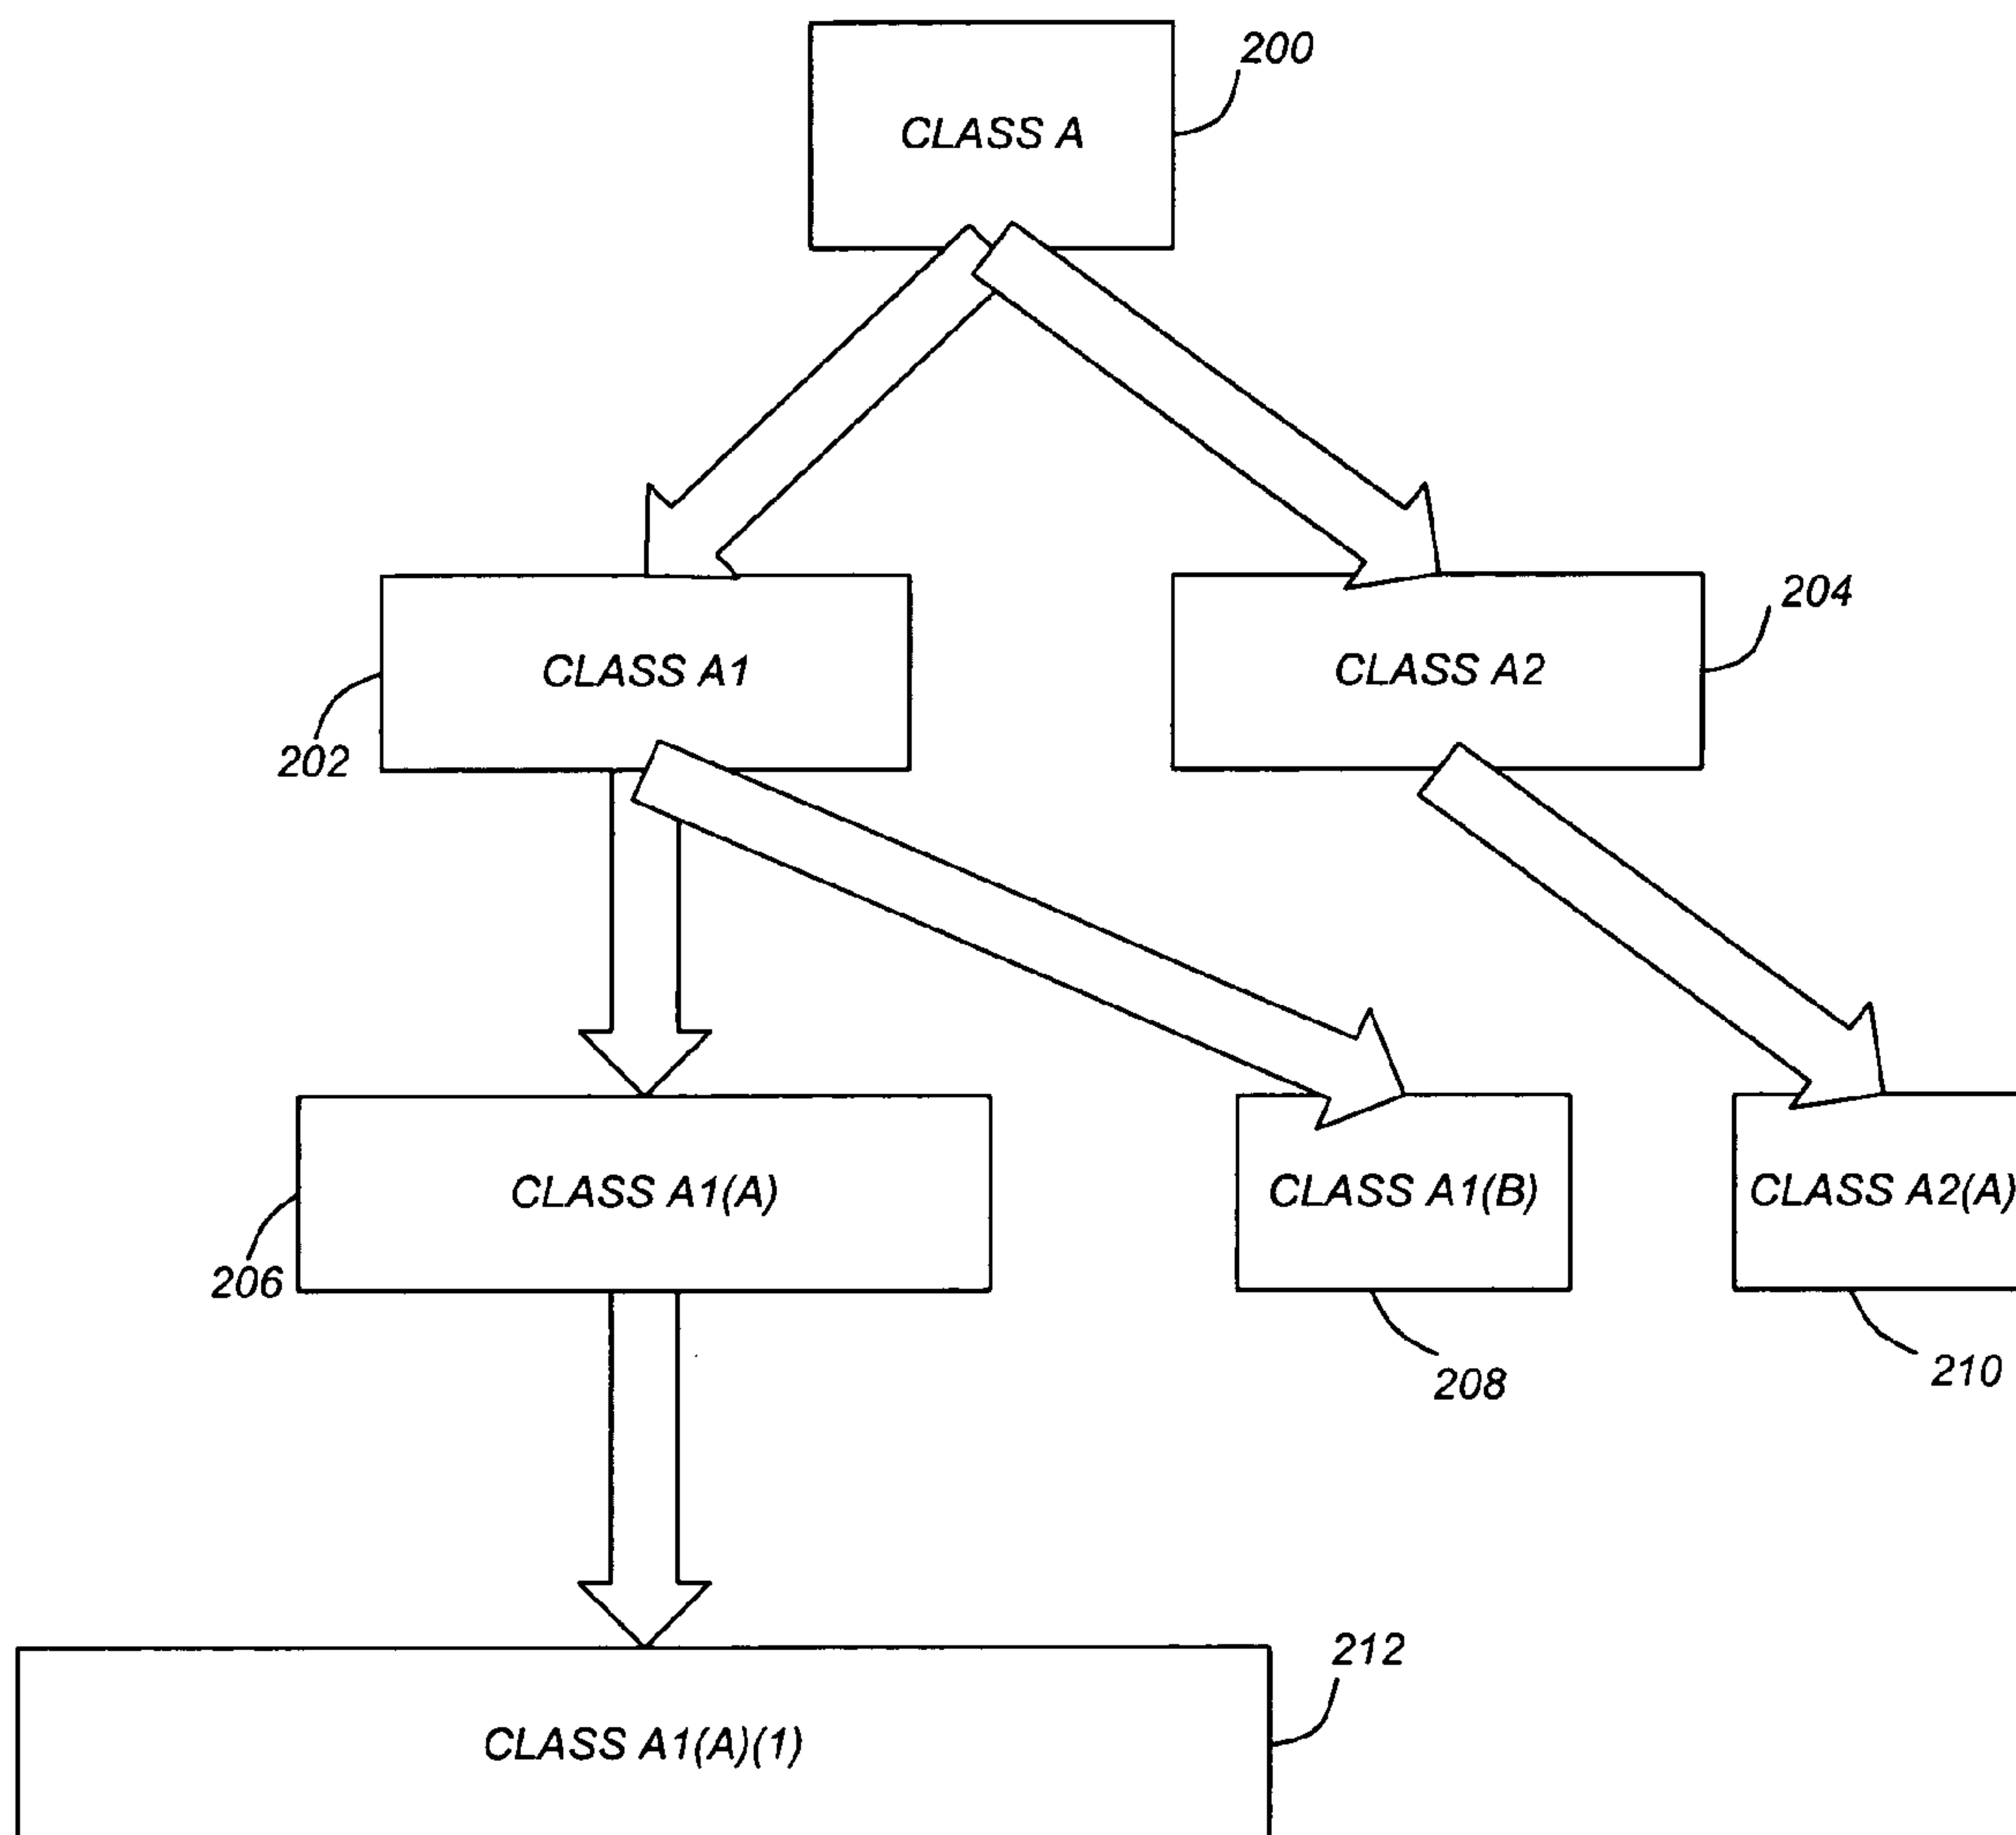 200
CLASS A
204
CLASS A1
CLASS A2
202
CLASS A1(A)
CLASS A1(B)
CLASS A2(A)
206
208
210
212
CLASS A1(A)(1)